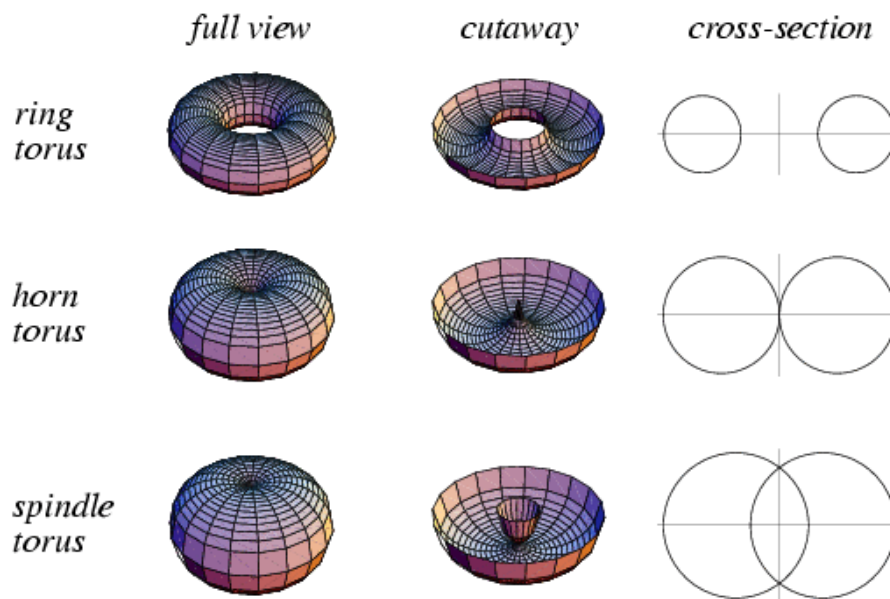 full view
cutaway
cross-section
ring
torus
horn
torus
spindle
torus